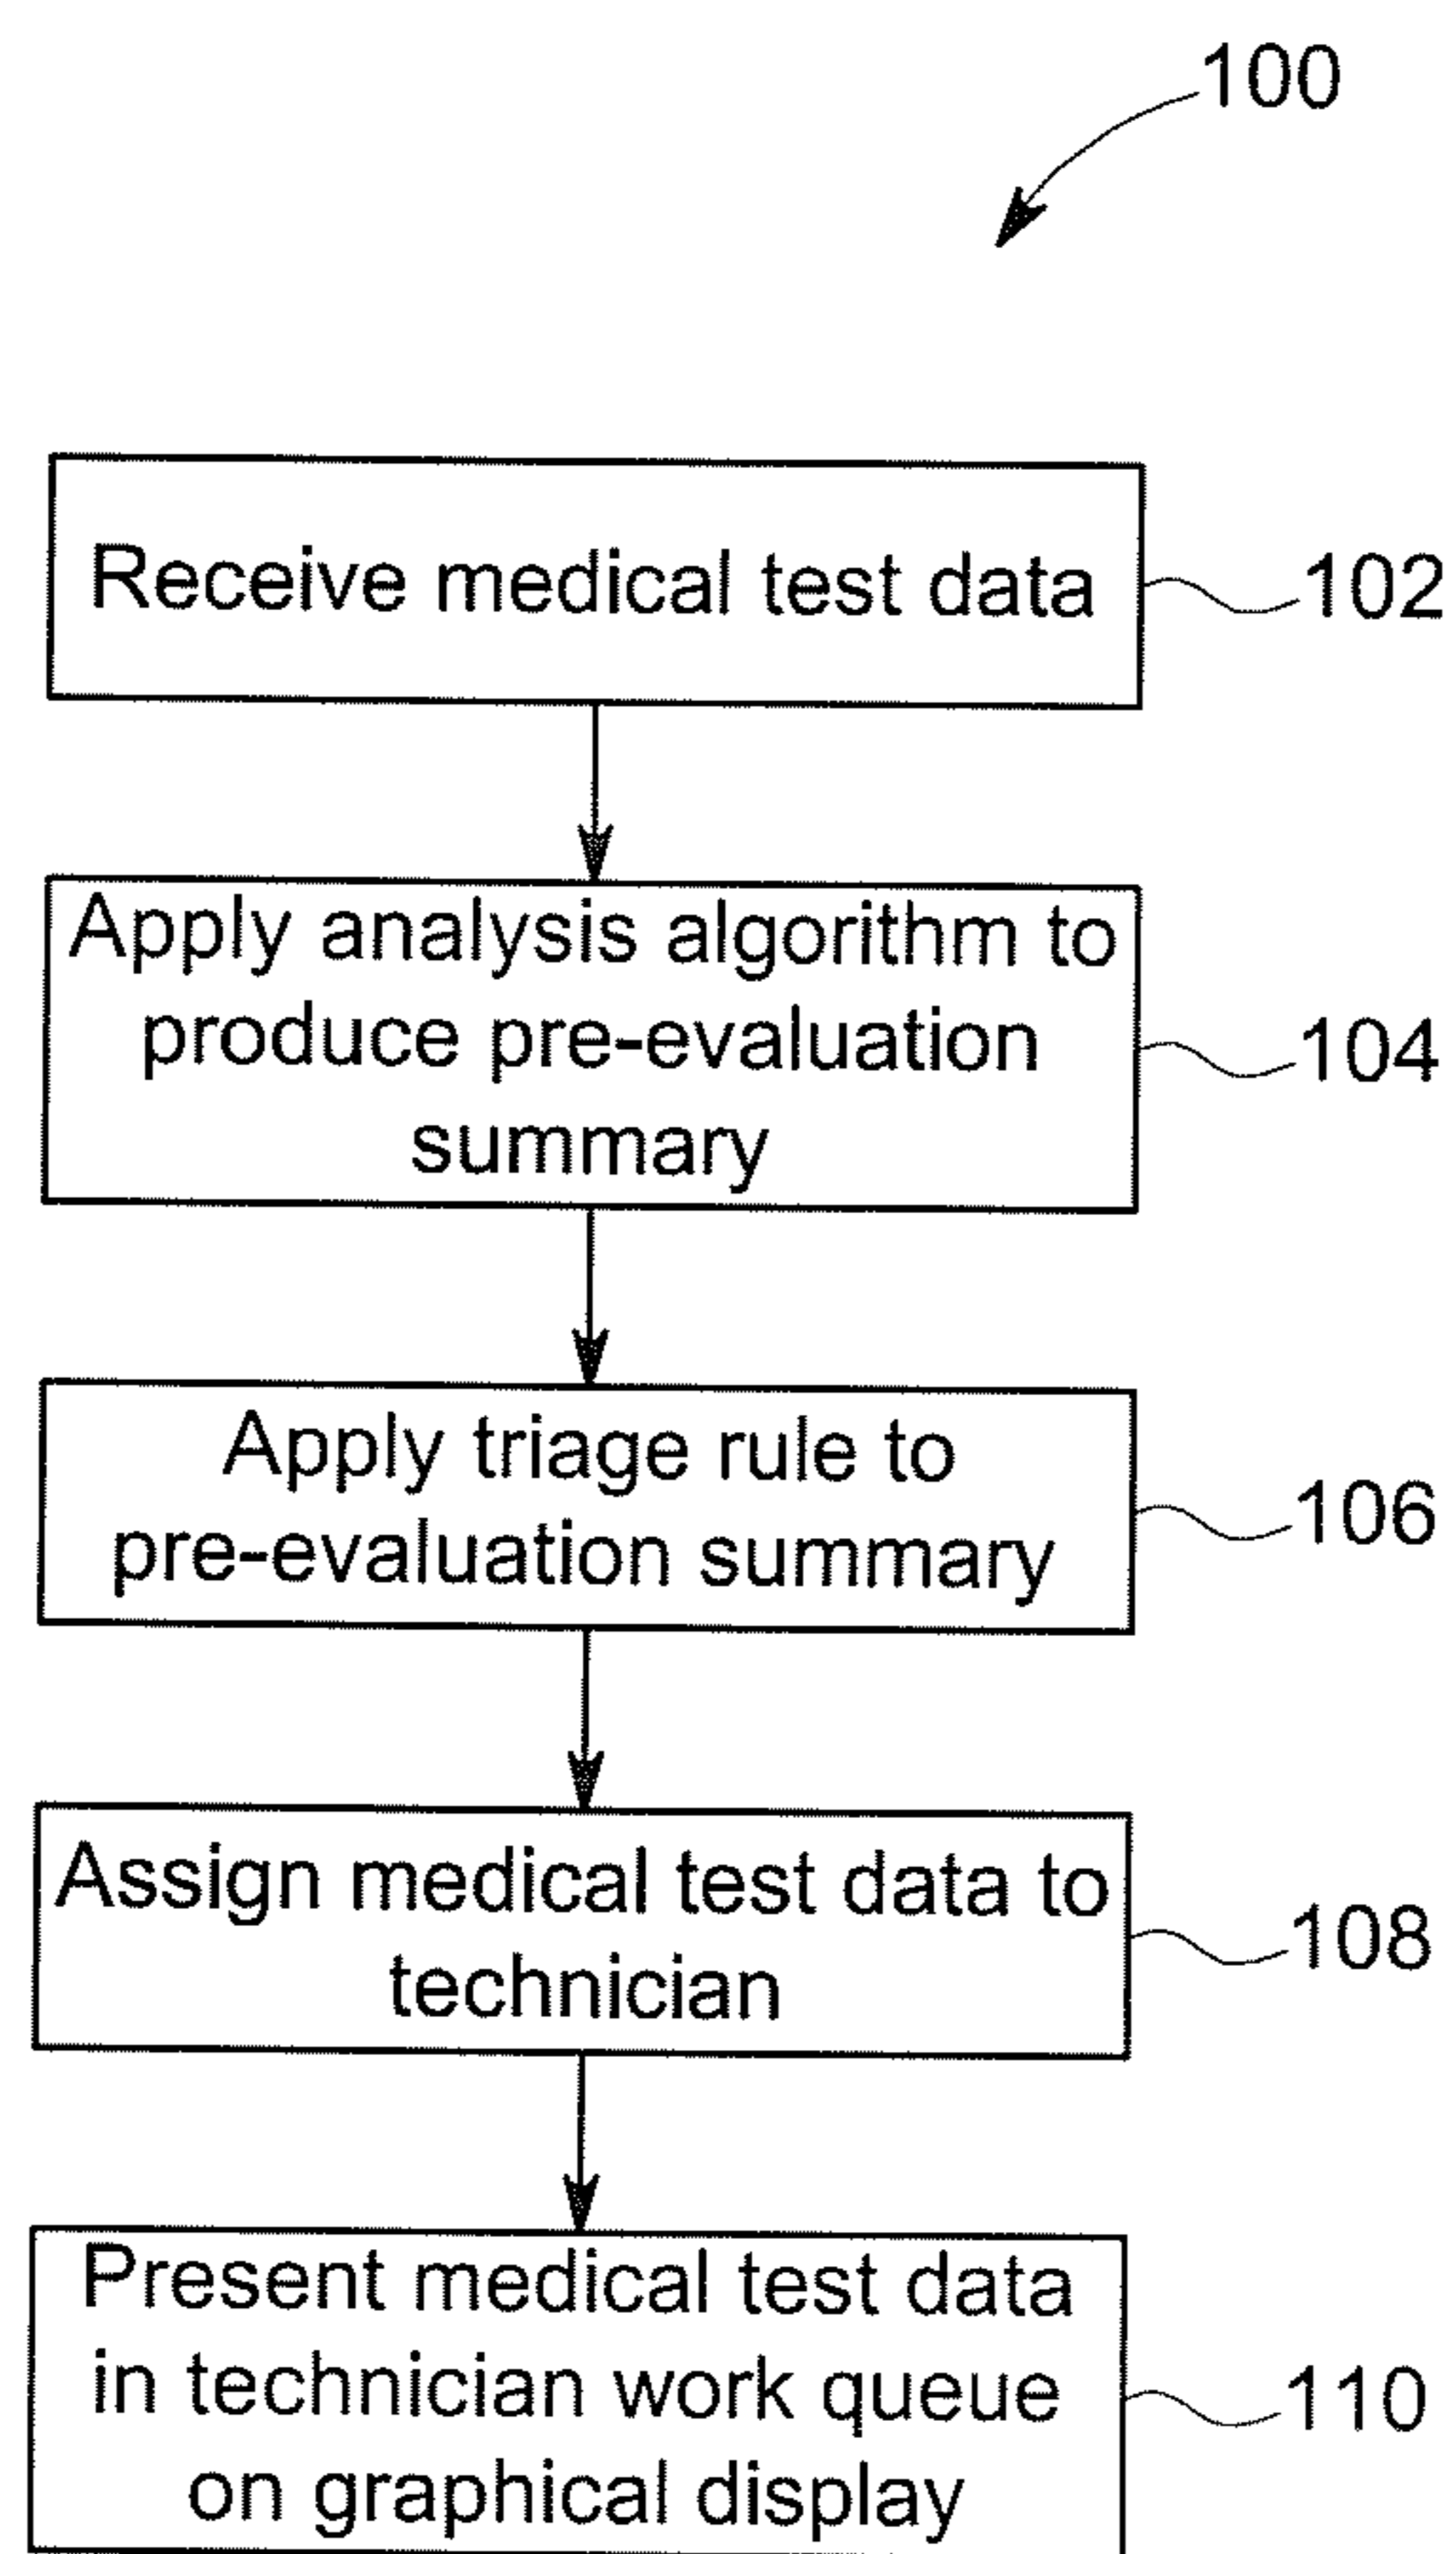 100
Receive medical test data
102
Apply analysis algorithm to
produce pre-evaluation
summary
104
Apply triage rule to
pre-evaluation summary
106
Assign medical test data to
technician
108
Present medical test data
in technician work queue
on graphical display
110